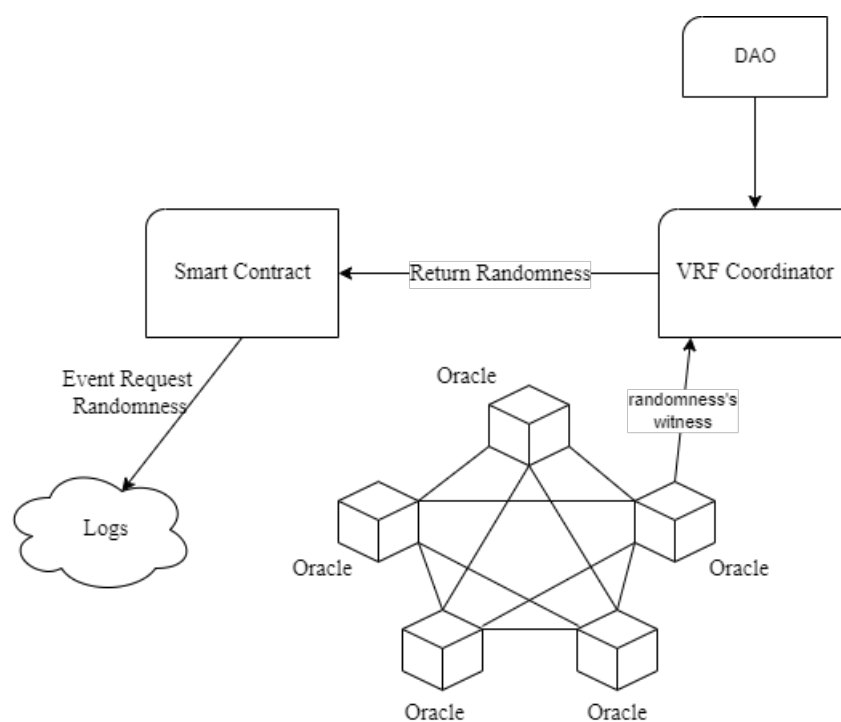 DAO
Smart Contract
Return Randomness
VRF Coordinator
Event Request
Randomness
Oracle
randomness's
witness
Logs
Oracle
Oracle
Oracle
Oracle